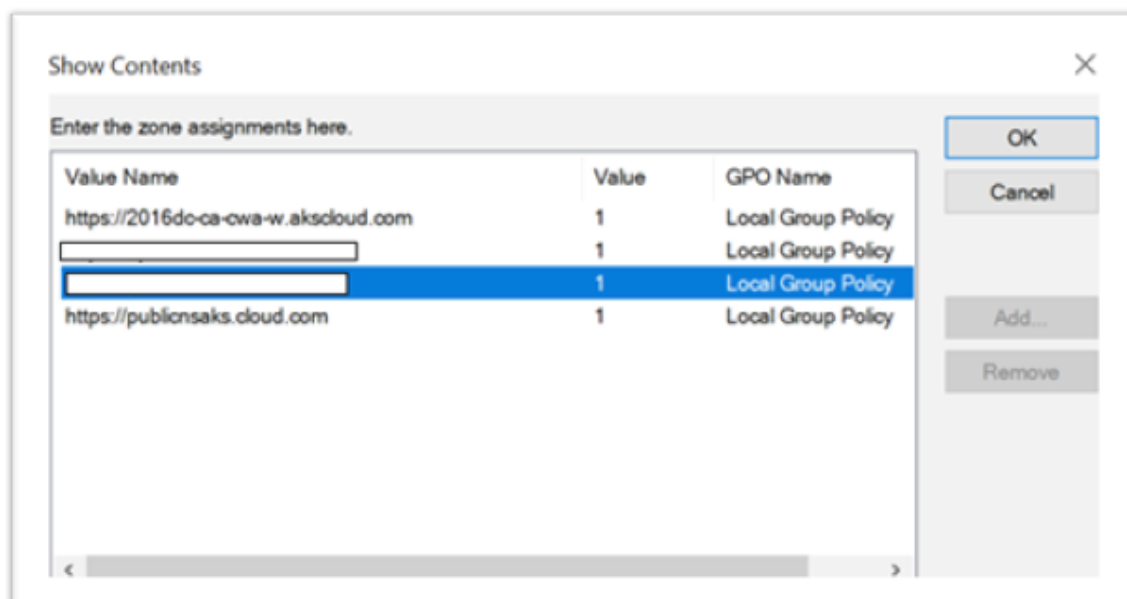 Show Contents
Enter the zone assignments here.
OK
Cancel
Value Name Value GPO Name
https://2016dc-ca-cwa-w.akscloud.com 1 Local Group Policy
1 Local Group Policy
1 Local Group Policy
https://publicnsaks.cloud.com 1 Local Group Policy
Add...
Remove